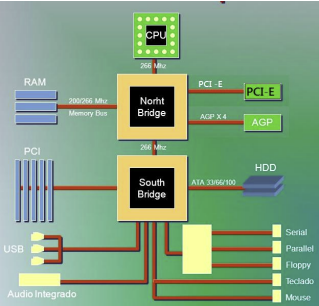 CPU
266 Mhz
RAM
200/266 Mhz
Memory Bus
Norht
Bridge
PCI - E
PCI-E
AGP X 4
AGP
266 Mhz
PCI
South
Bridge
ATA 33/66/100
HDD
USB
Audio Integrado
Serial
Parallel
Floppy
Teclado
Mouse